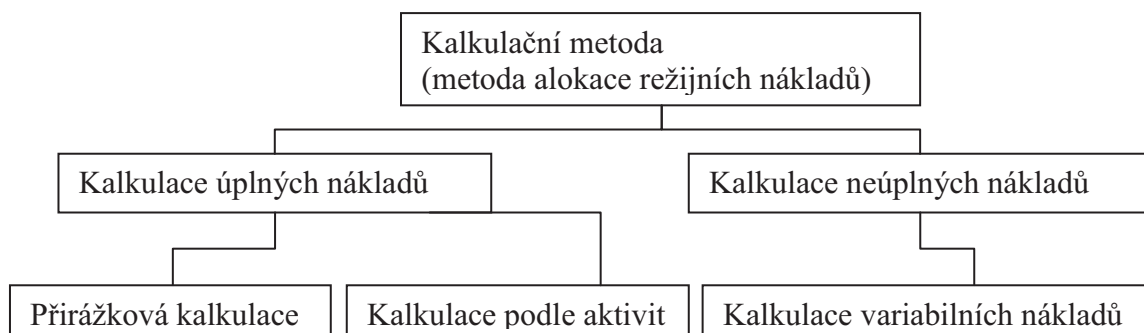 Kalkulační metoda
(metoda alokace režijních nákladů)
Kalkulace úplných nákladů
Kalkulace neúplných nákladů
Přirážková kalkulace
Kalkulace podle aktivit
Kalkulace variabilních nákladů